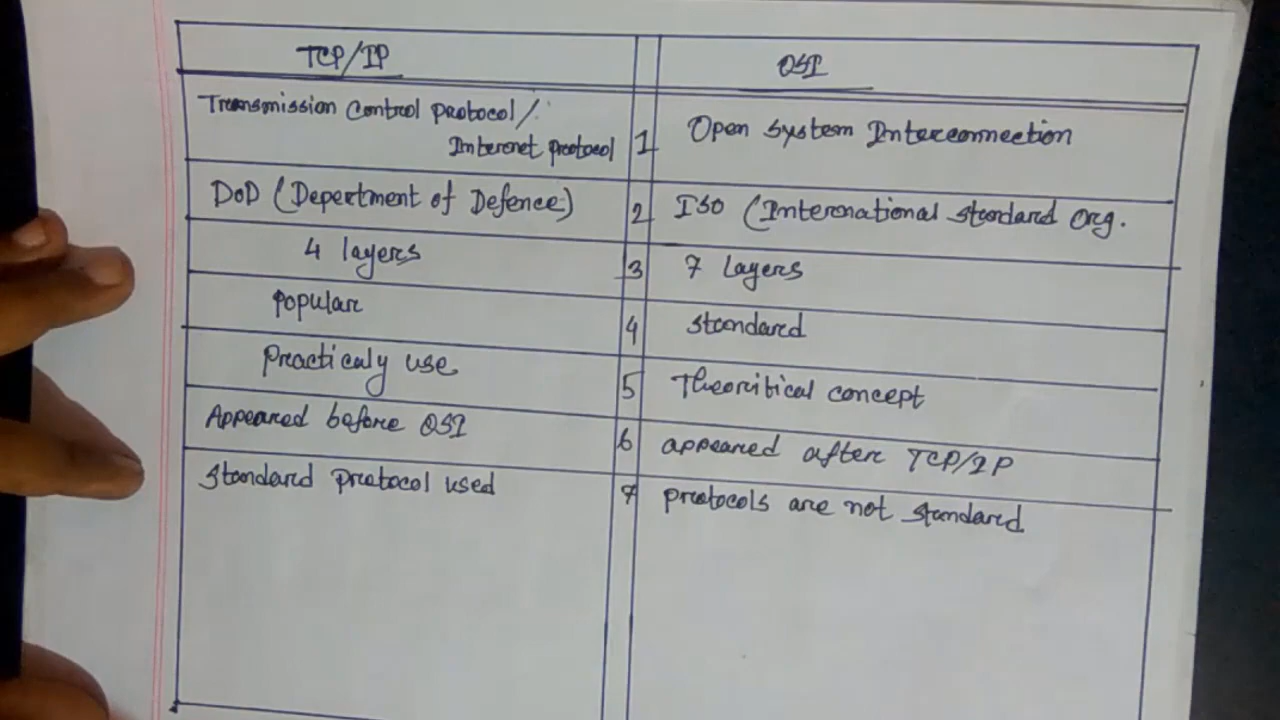 TCP/IP OSI
Transmission Control Protocol /
Internet Protocol 1 Open System Interconnection
DOD (Depertment of Defence) 2 ISO (International Standard Org.
4 layers 3 7 Layers
Popular 4 Standard
Practicaly use 5 Theoritical concept
Appeared before OSI 6 appeared after TCP/IP
Standard Protocol used 7 protocols are not standard